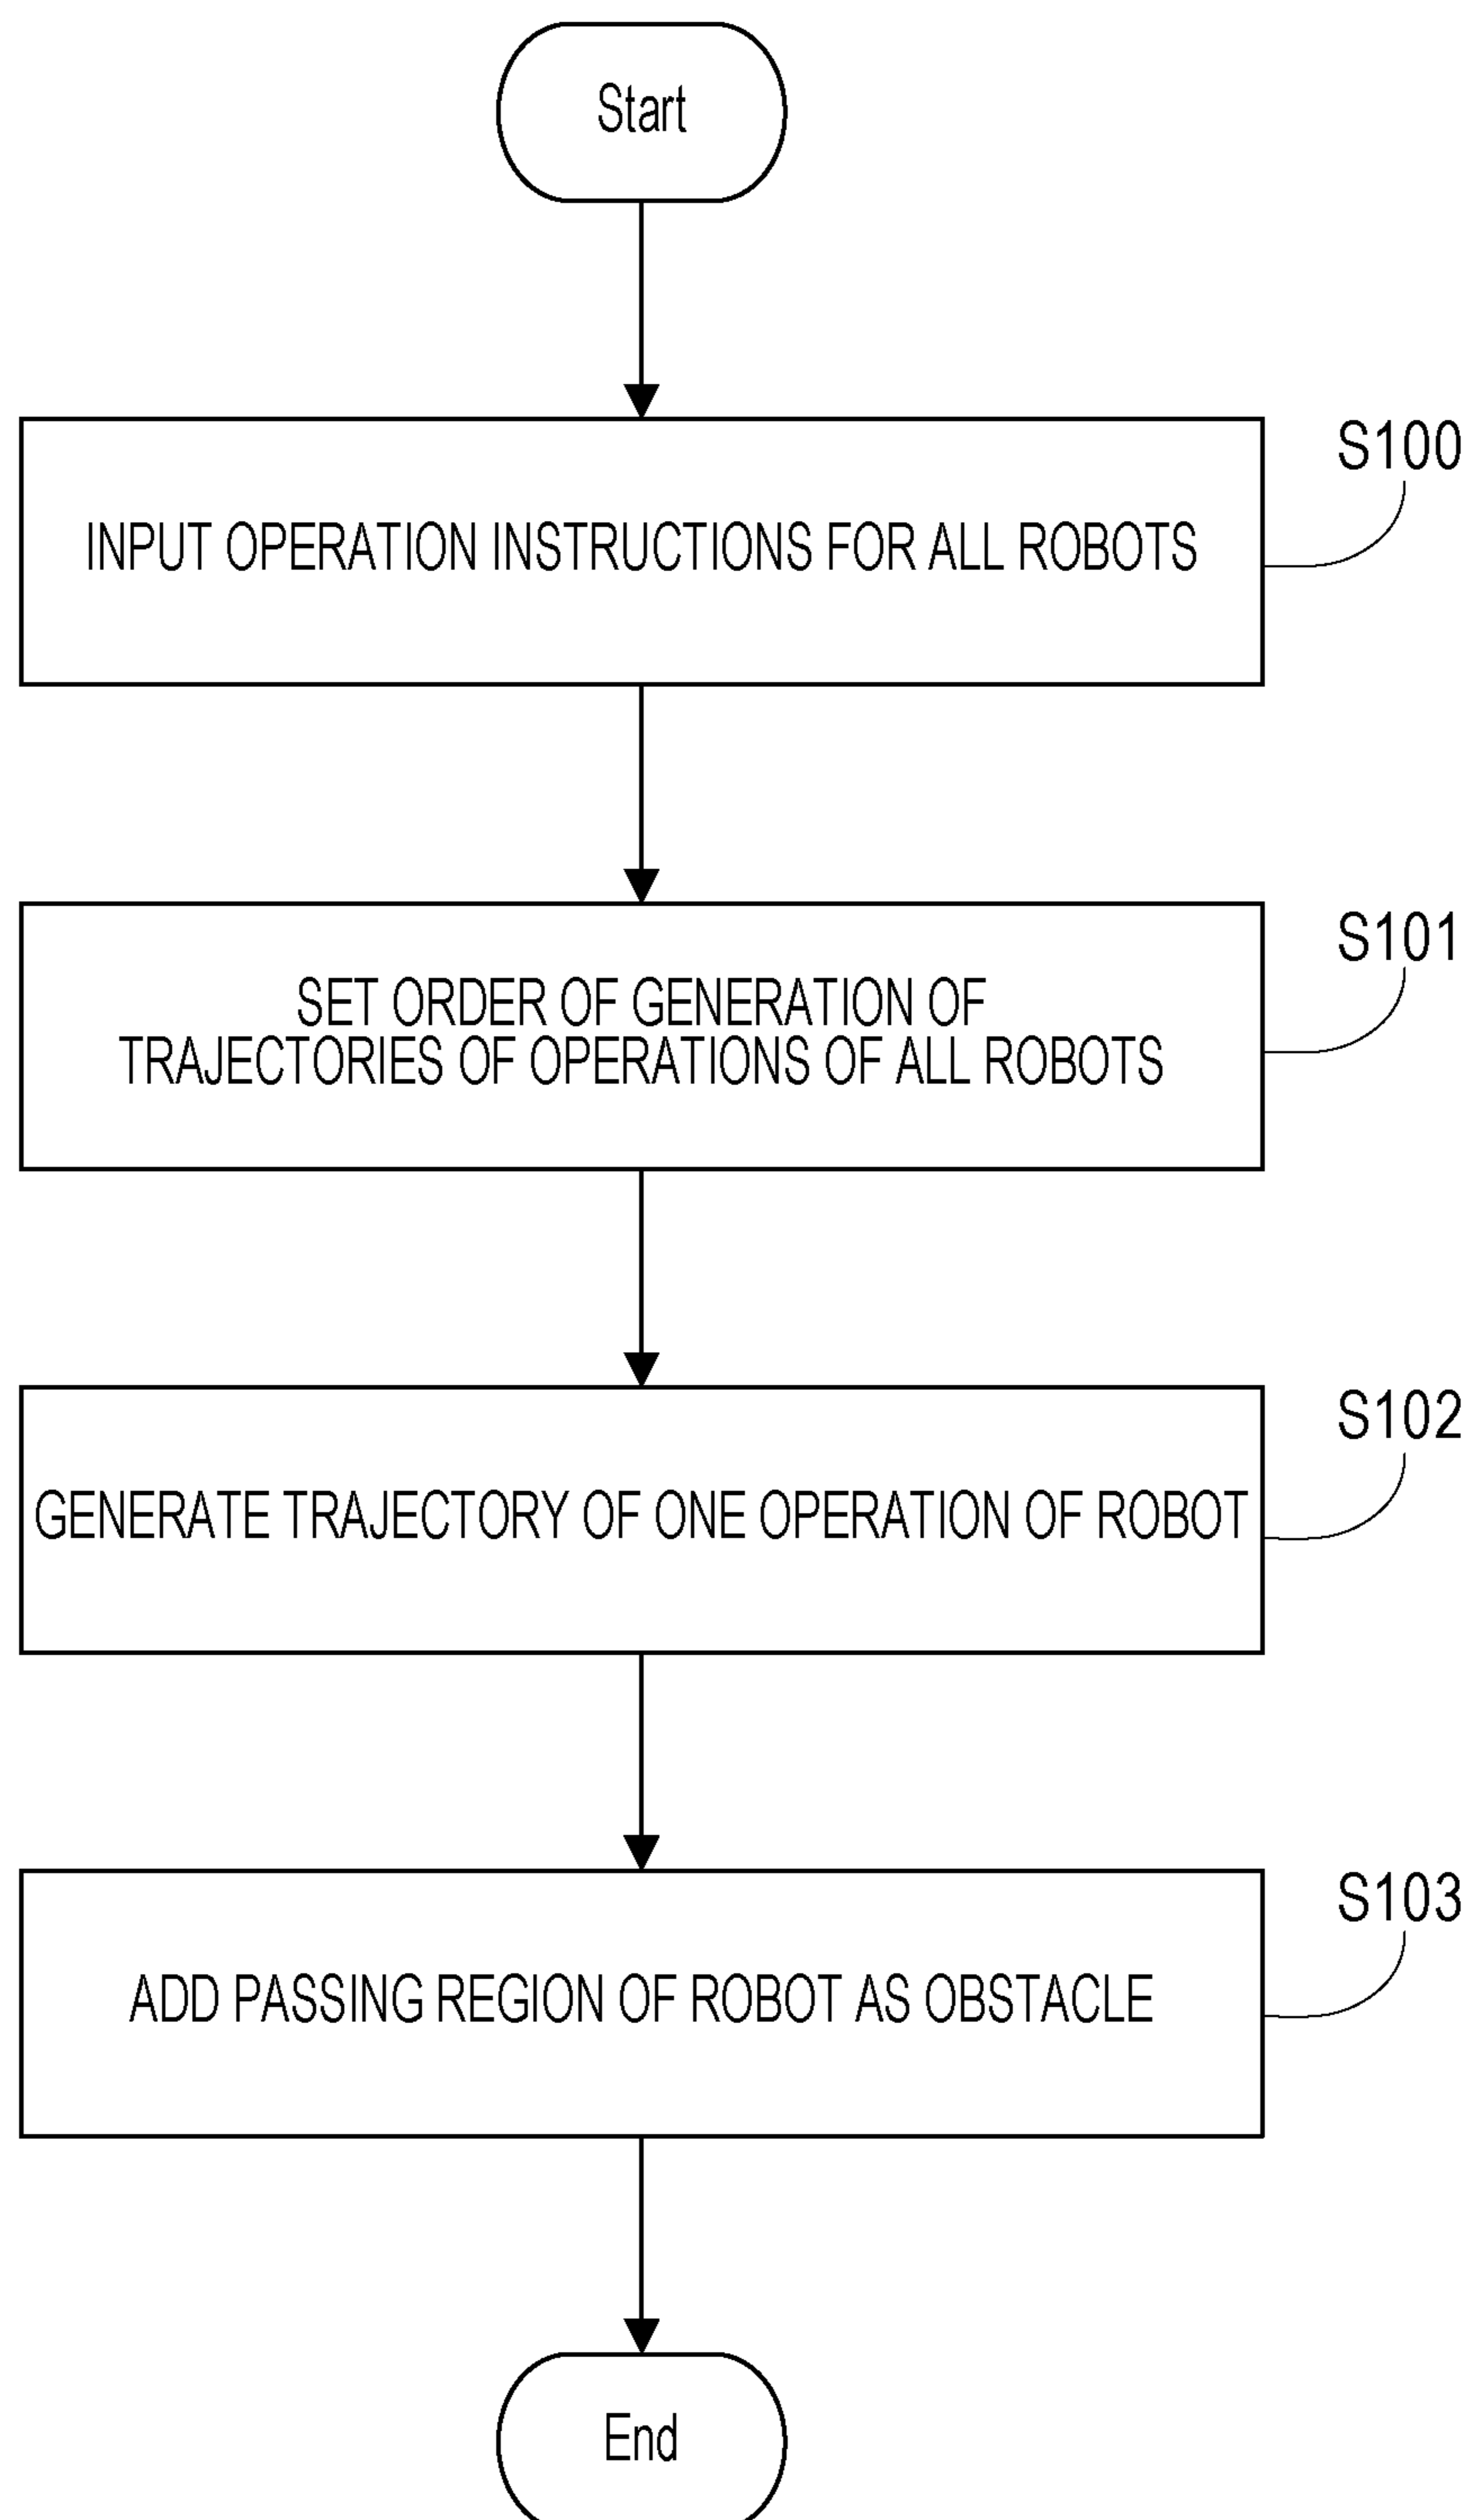 Start
S100
INPUT OPERATION INSTRUCTIONS FOR ALL ROBOTS
S101
SET ORDER OF GENERATION OF
TRAJECTORIES OF OPERATIONS OF ALL ROBOTS
S102
GENERATE TRAJECTORY OF ONE OPERATION OF ROBOT
S103
ADD PASSING REGION OF ROBOT AS OBSTACLE
End